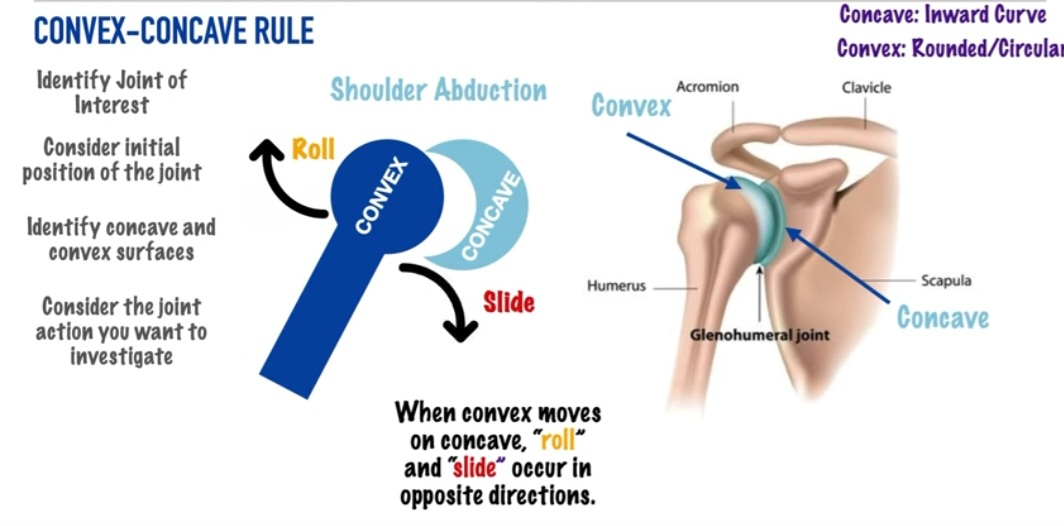 CONVEX-CONCAVE RULE
Concave: Inward Curve
Convex: Rounded/Circular
Identify Joint of
Interest
Consider initial
position of the joint
Identify concave and
convex surfaces
Consider the joint
action you want to
investigate
Shoulder Abduction
Roll
CONVEX
CONCAVE
Slide
When convex moves
on concave, "roll"
and "slide" occur in
opposite directions.
Convex
Acromion
Clavicle
Humerus
Scapula
Concave
Glenohumeral joint